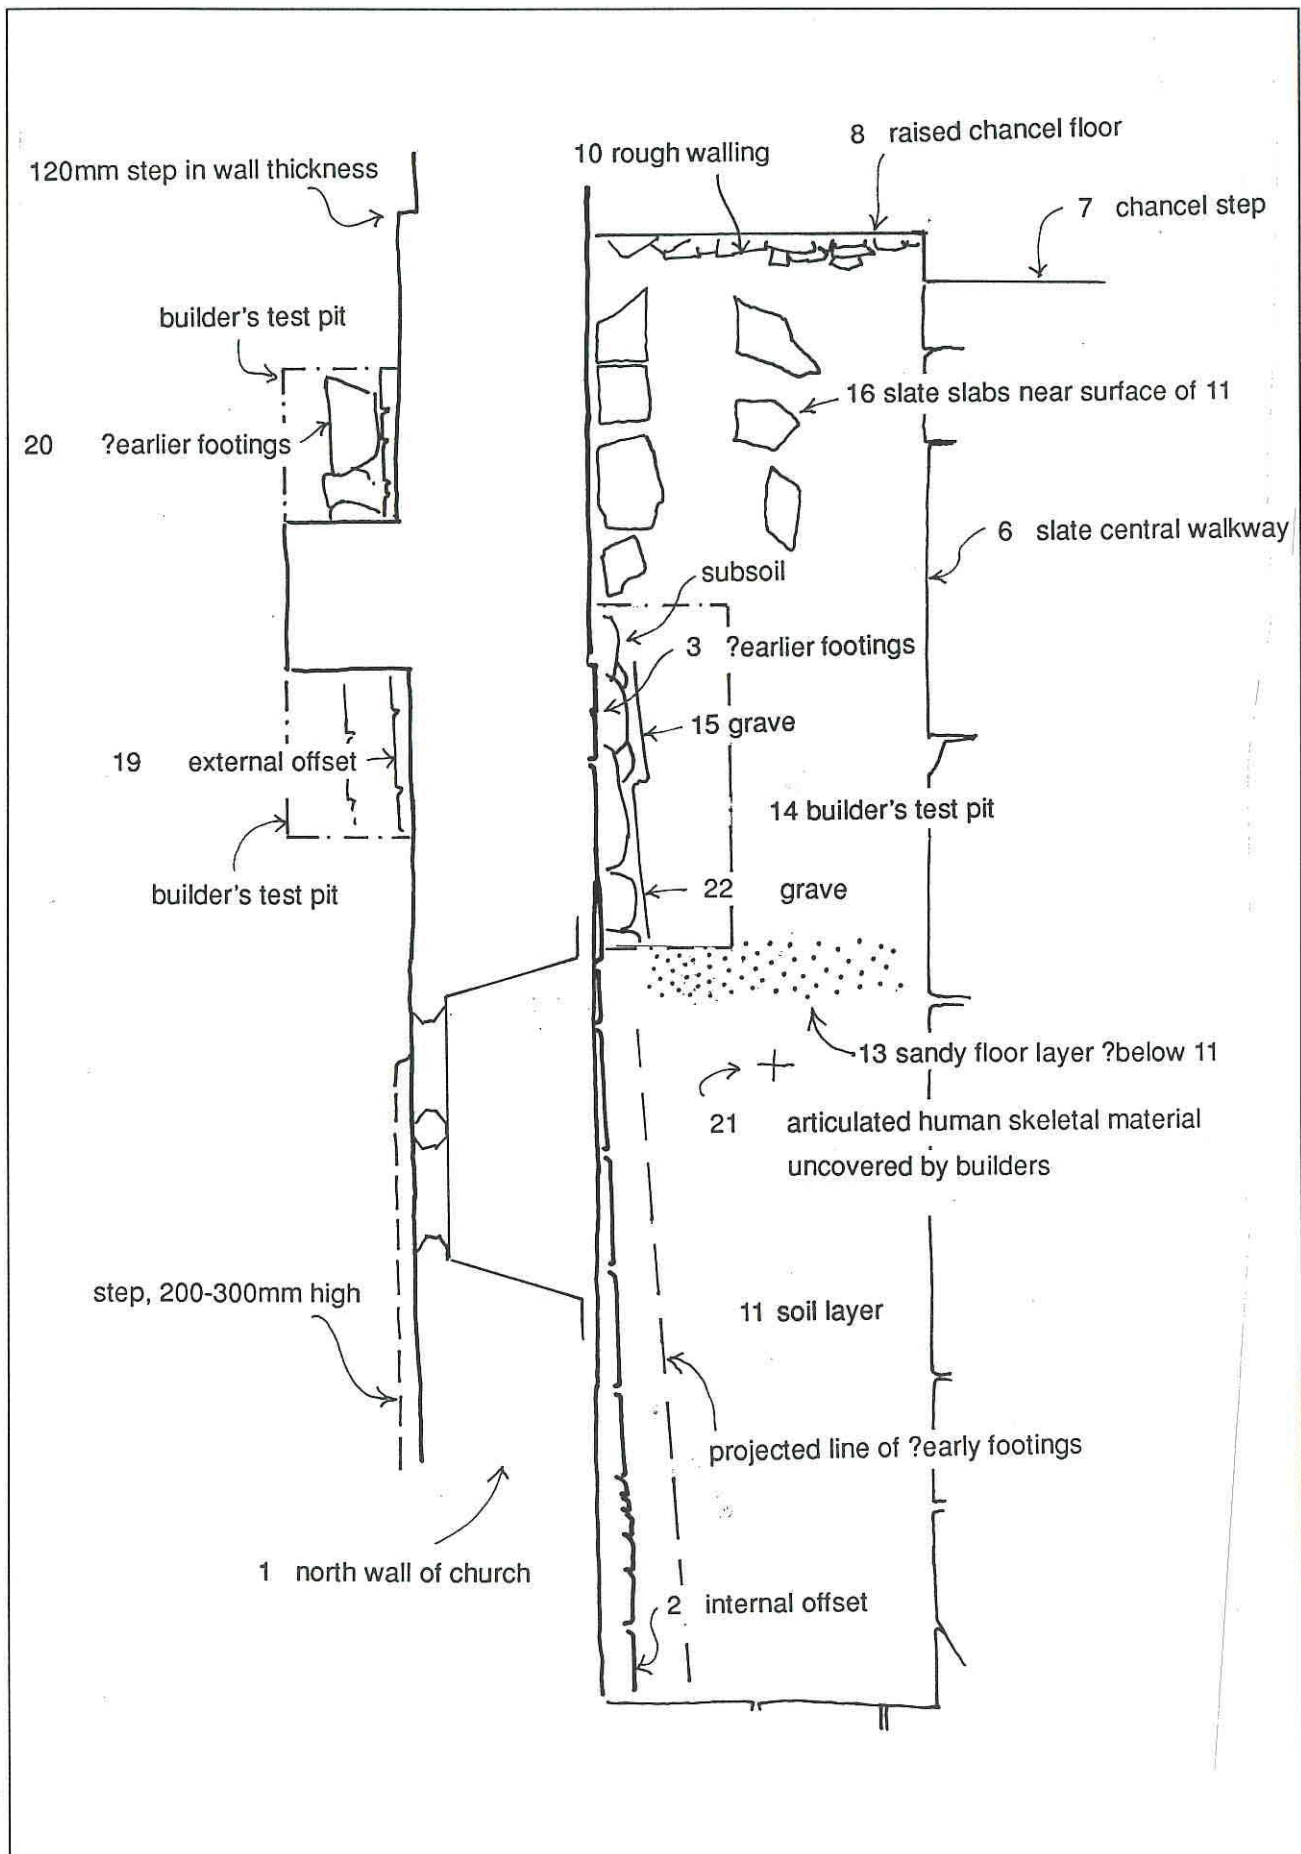 8 raised chancel floor
10 rough walling
120mm step in wall thickness
7 chancel step
builder's test pit
16 slate slabs near surface of 11
20 ?earlier footings
6 slate central walkway
subsoil
3 ?earlier footings
15 grave
19 external offset
14 builder's test pit
builder's test pit
22 grave
13 sandy floor layer ?below 11
21 articulated human skeletal material
uncovered by builders
step, 200-300mm high
11 soil layer
projected line of ?early footings
1 north wall of church
2 internal offset